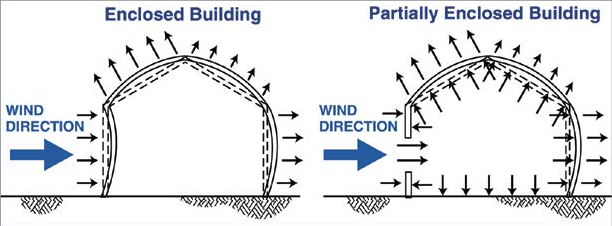 Enclosed Building
Partially Enclosed Building
WIND
DIRECTION
WIND
DIRECTION